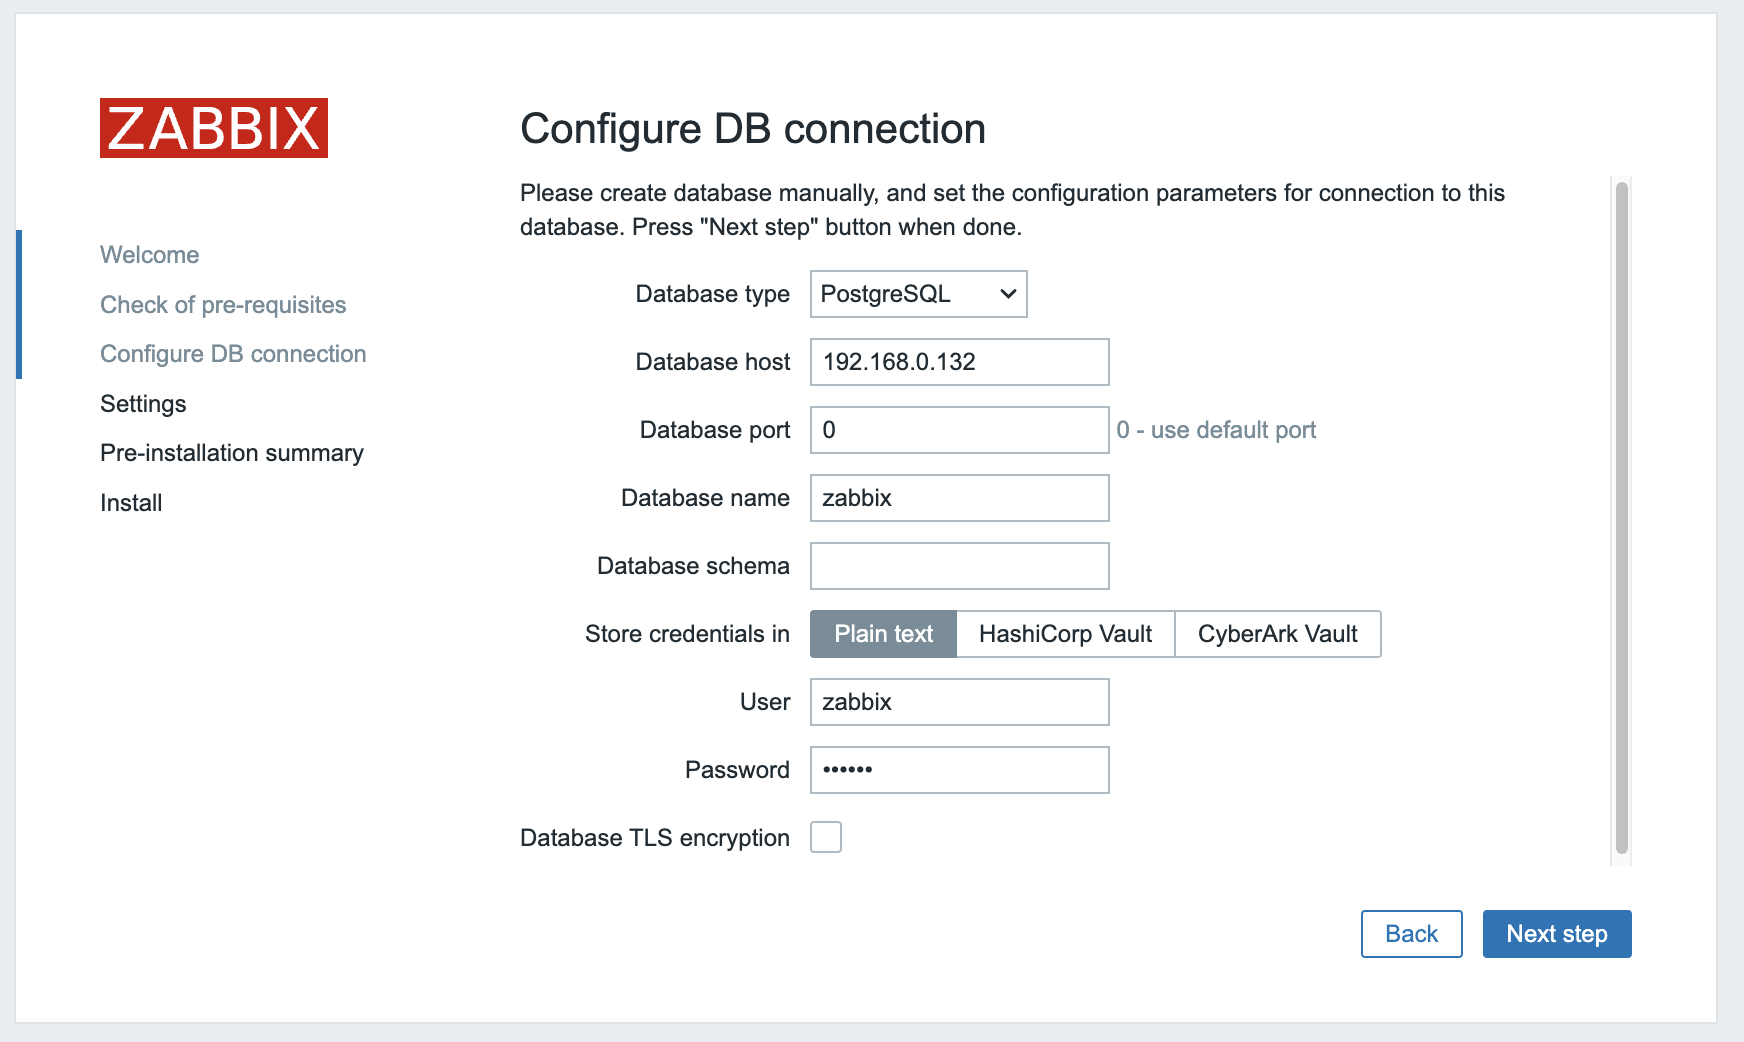 ZABBIX
Welcome
Check of pre-requisites
Configure DB connection
Settings
Pre-installation summary
Install
Configure DB connection
Please create database manually, and set the configuration parameters for connection to this
database. Press "Next step" button when done.
Database type PostgreSQL
Database host 192.168.0.132
Database port 0 0 - use default port
Database name zabbix
Database schema
Store credentials in Plain text HashiCorp Vault CyberArk Vault
User zabbix
Password ••••••
Database TLS encryption
Back Next step